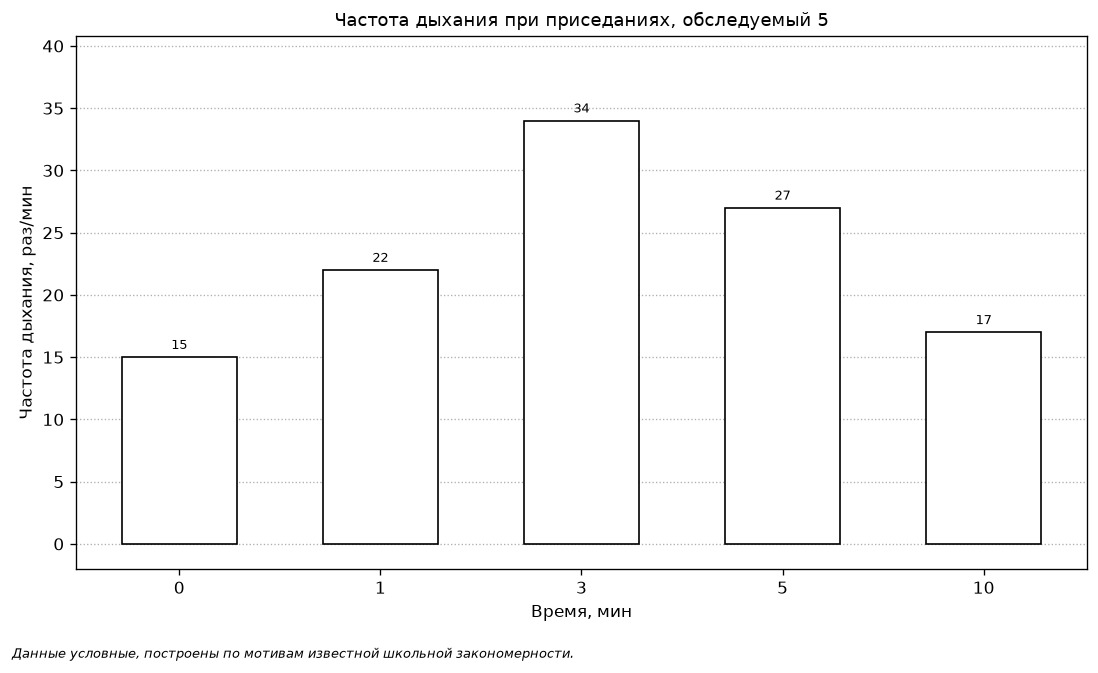 Частота дыхания при приседаниях, обследуемый 5
Частота дыхания, раз/мин
40
35
30
25
20
15
10
5
0
15
22
34
27
17
0 1 3 5 10
Время, мин
Данные условные, построены по мотивам известной школьной закономерности.